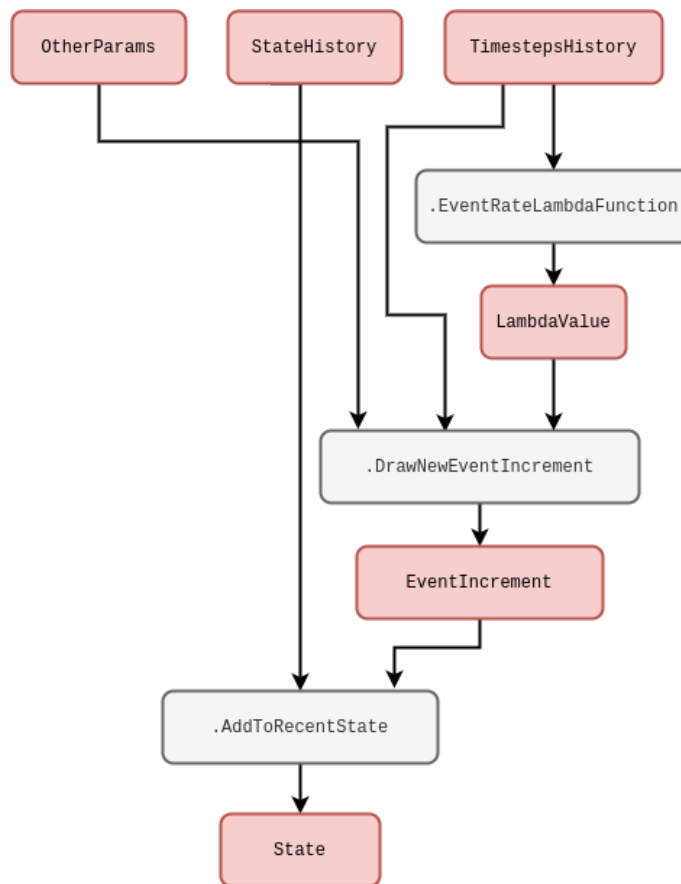 OtherParams
StateHistory
TimestepsHistory
.EventRateLambdaFunction
LambdaValue
.DrawNewEventIncrement
EventIncrement
.AddToRecentState
State